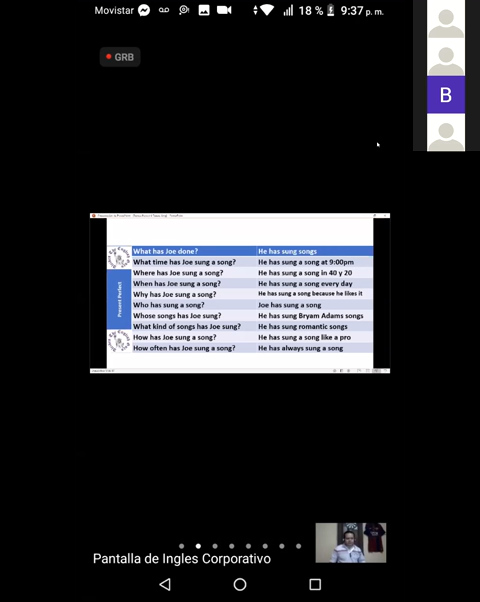 Movistar 18 % 9:37 p. m.
GRB
B
What has Joe done? He has sung songs
What time has Joe sung a song? He has sung a song at 9:00pm
Where has Joe sung a song? He has sung a song in 40 y 20
When has Joe sung a song? He has sung a song every day
Why has Joe sung a song? He has sung a song because he likes it
Who has sung a song? Joe has sung a song
Whose songs has Joe sung? He has sung Bryam Adams songs
What kind of songs has Joe sung? He has sung romantic songs
How has Joe sung a song? He has sung a song like a pro
How often has Joe sung a song? He has always sung a song
Present Perfect
Pantalla de Ingles Corporativo